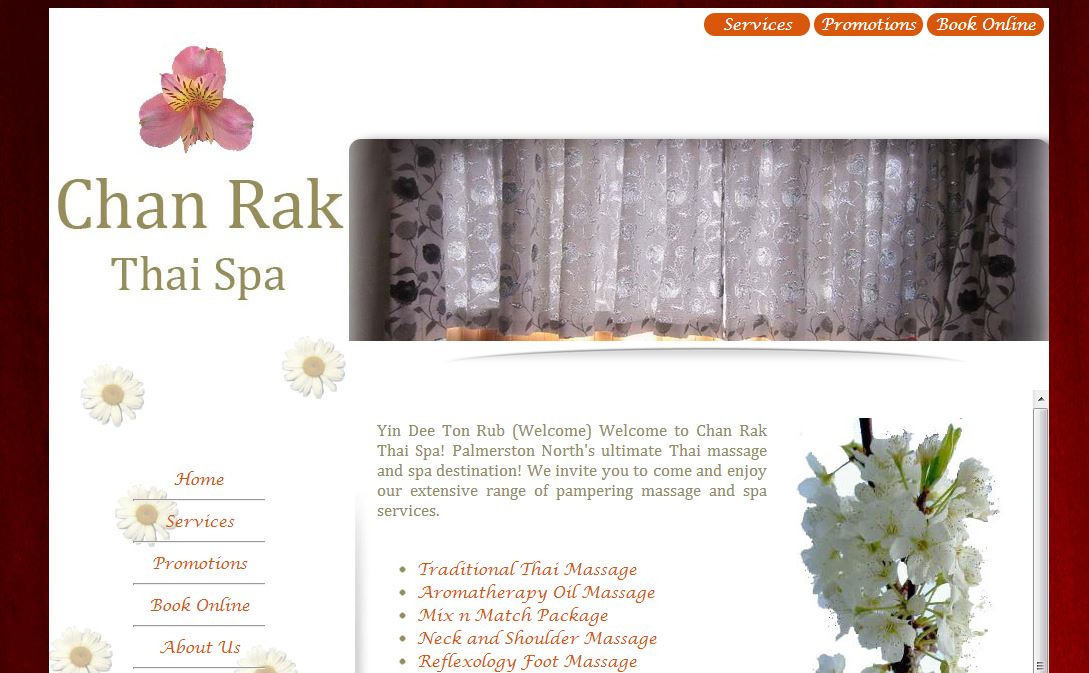 Services Promotions Book Online
Chan Rak
Thai Spa
Home
Services
Promotions
Book Online
About Us
Yin Dee Ton Rub (Welcome) Welcome to Chan Rak
Thai Spa! Palmerston North's ultimate Thai massage
and spa destination! We invite you to come and enjoy
our extensive range of pampering massage and spa
services.
Traditional Thai Massage
Aromatherapy Oil Massage
Mix n Match Package
Neck and Shoulder Massage
Reflexology Foot Massage